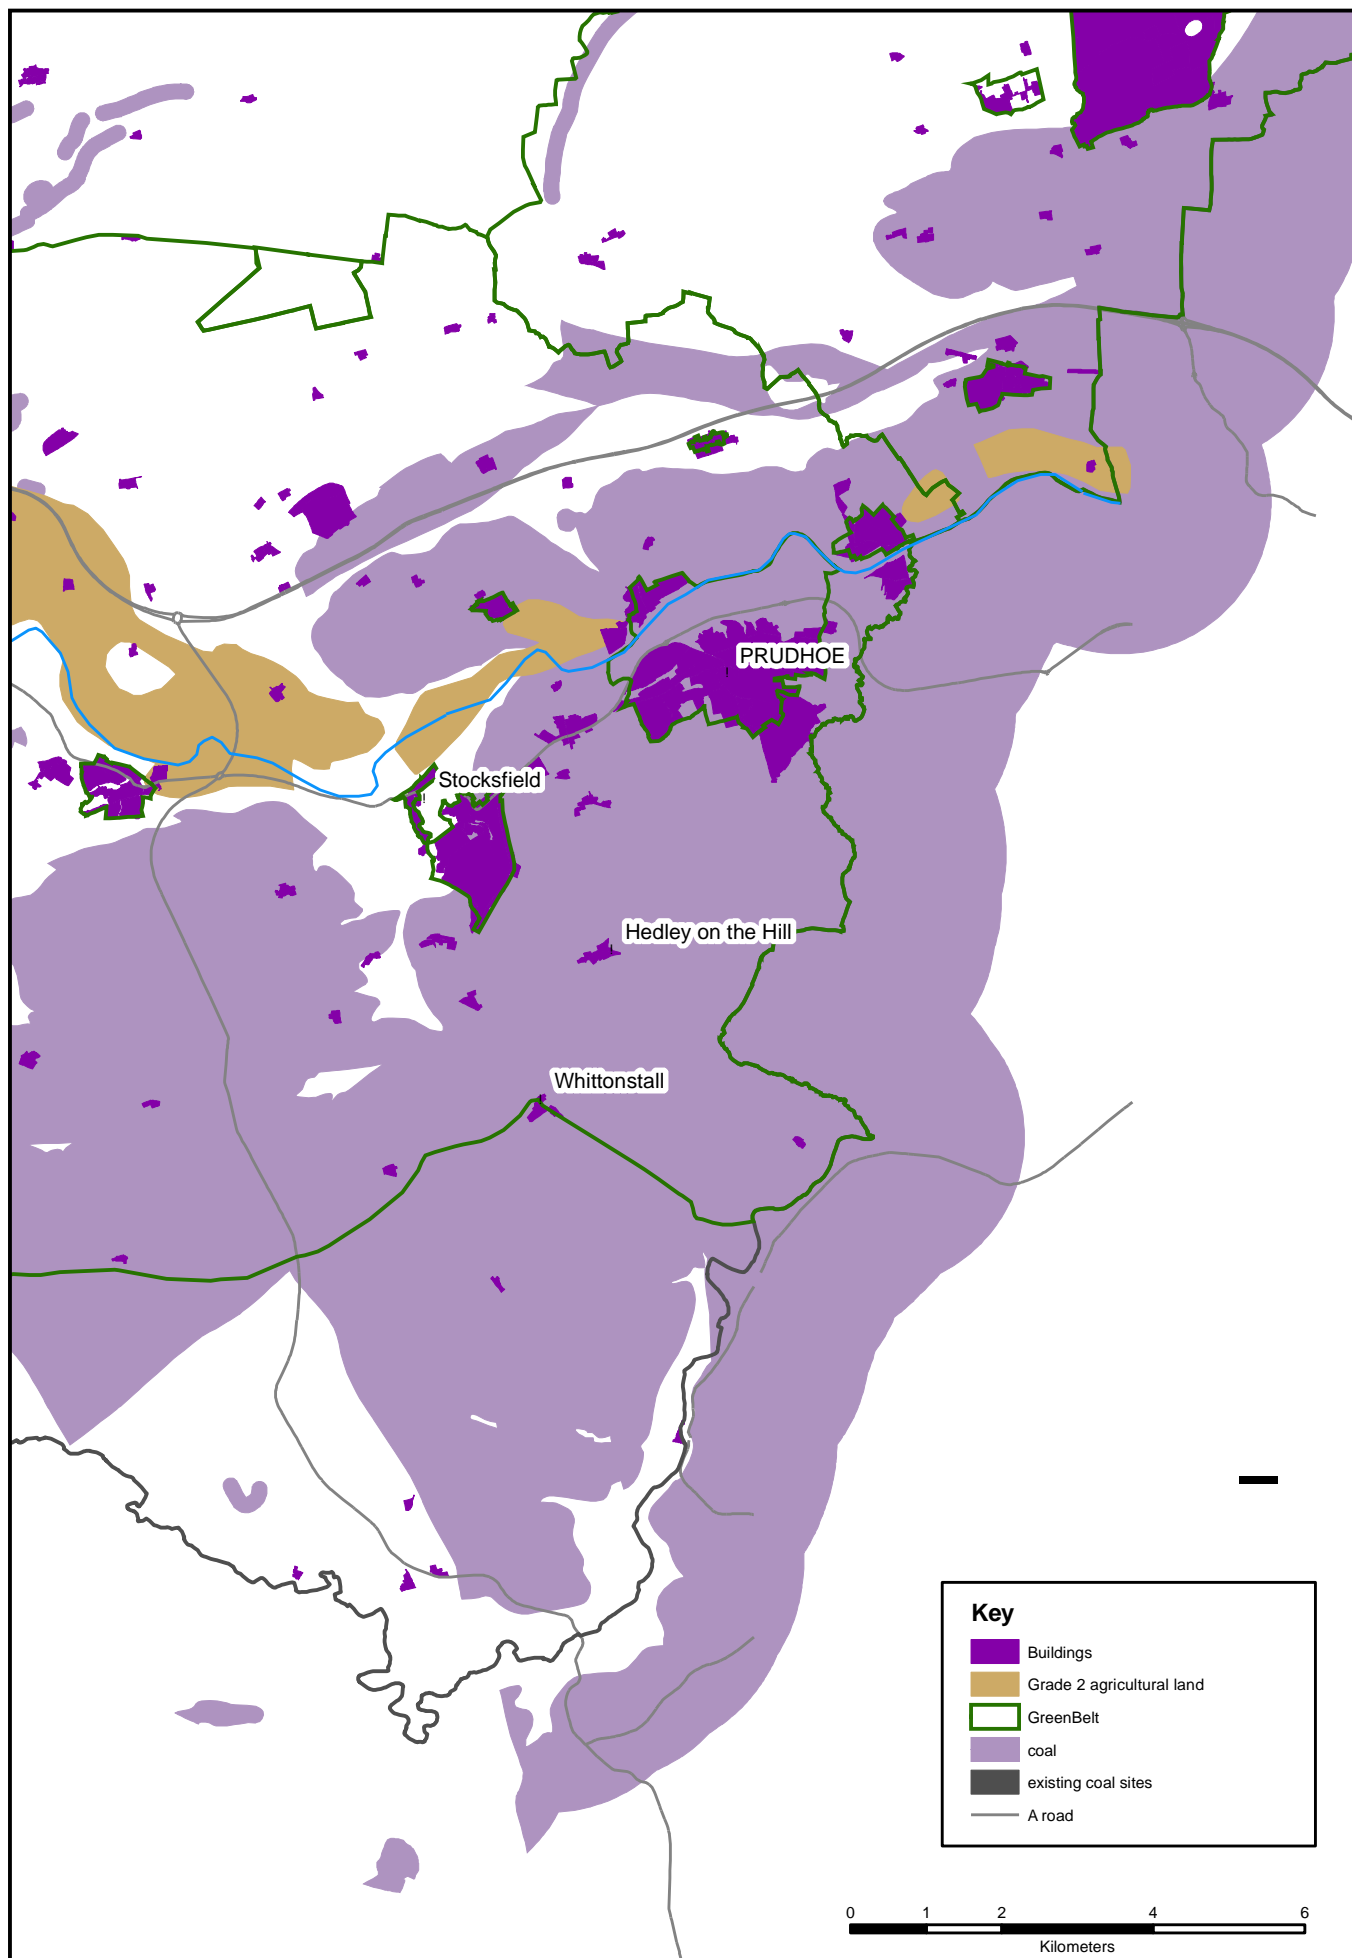 PRUDHOE
Stocksfield
Hedley on the Hill
Whittonstall
Key
Buildings
Grade 2 agricultural land
GreenBelt
coal
existing coal sites
A road
0 1 2 4 6
Kilometers